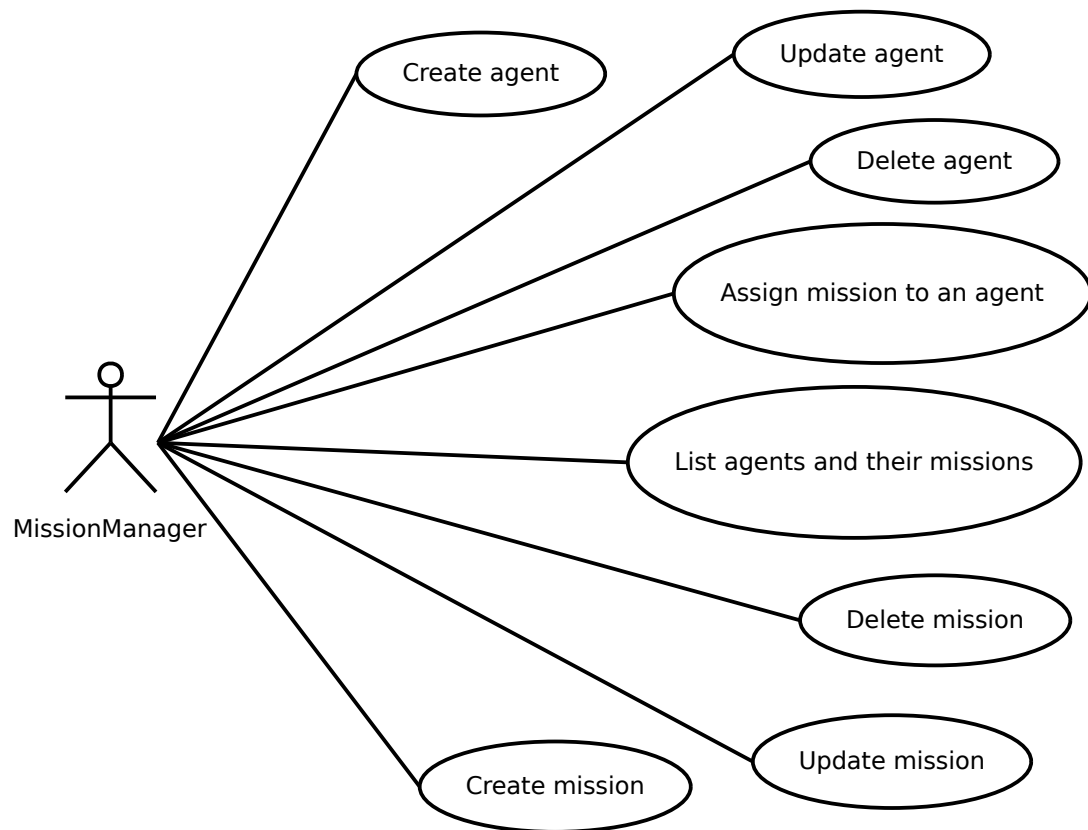 Update agent
Create agent
Delete agent
Assign mission to an agent
List agents and their missions
MissionManager
Delete mission
Update mission
Create mission